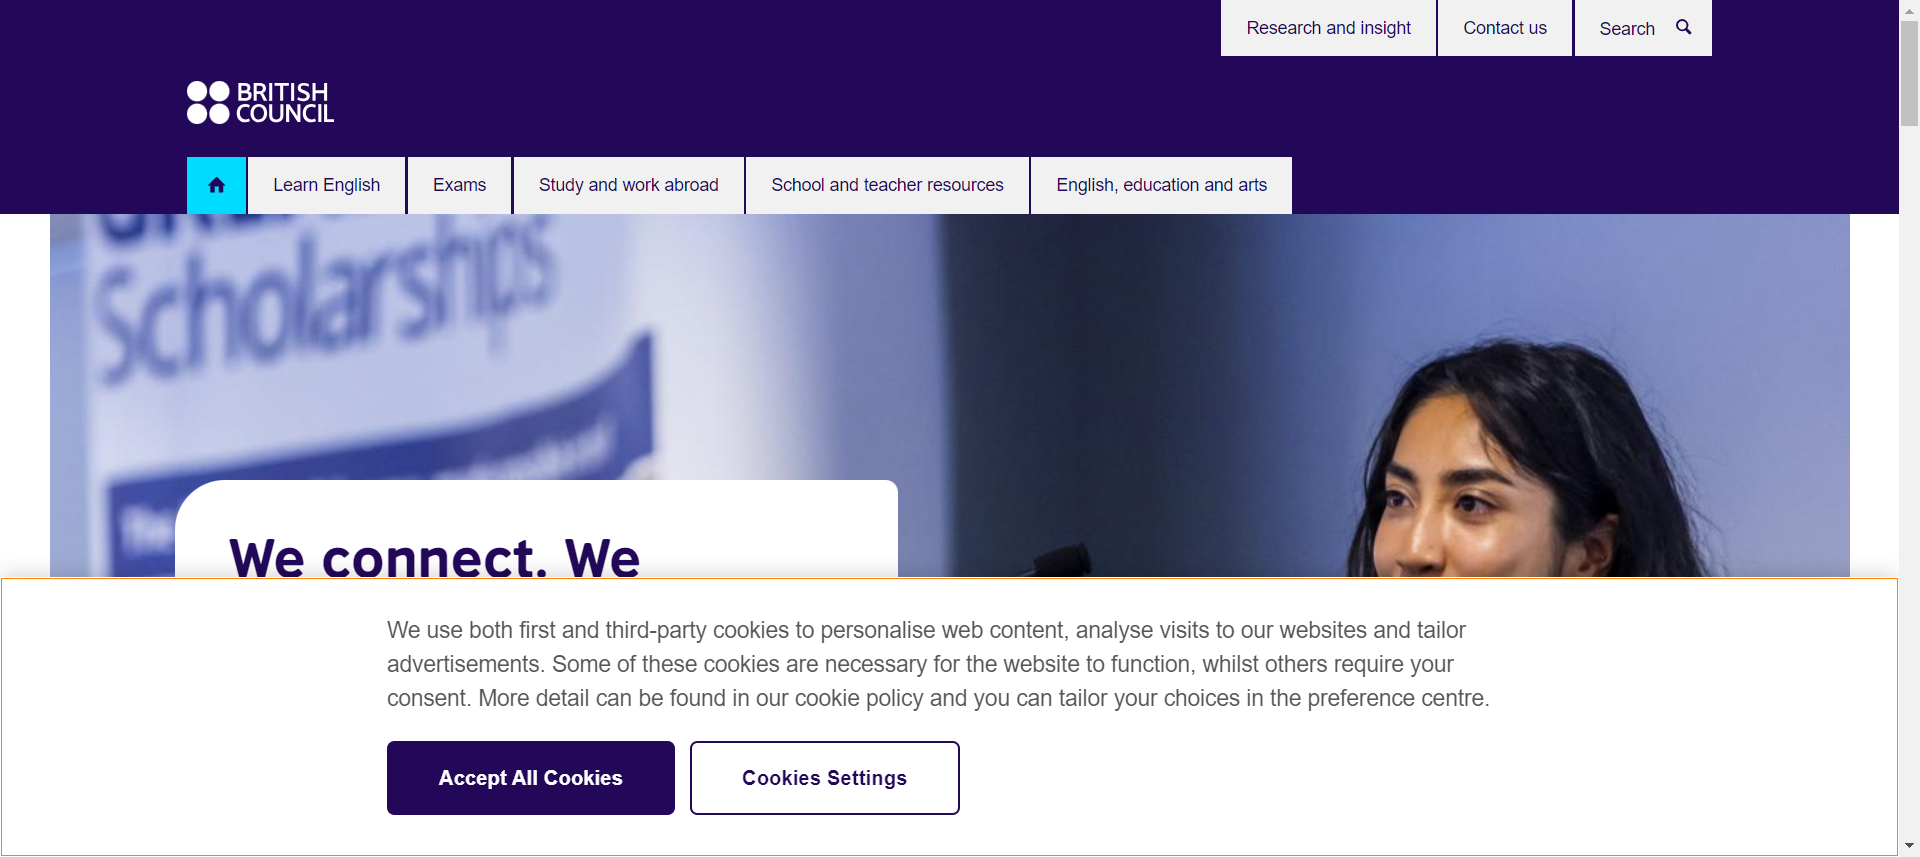 Research and insight
Contact us
Search
BRITISH
COUNCIL
Learn English
Exams
Study and work abroad
School and teacher resources
English, education and arts
Scholarships
The
We connect. We
We use both first and third-party cookies to personalise web content, analyse visits to our websites and tailor
advertisements. Some of these cookies are necessary for the website to function, whilst others require your
consent. More detail can be found in our cookie policy and you can tailor your choices in the preference centre.
Accept All Cookies
Cookies Settings